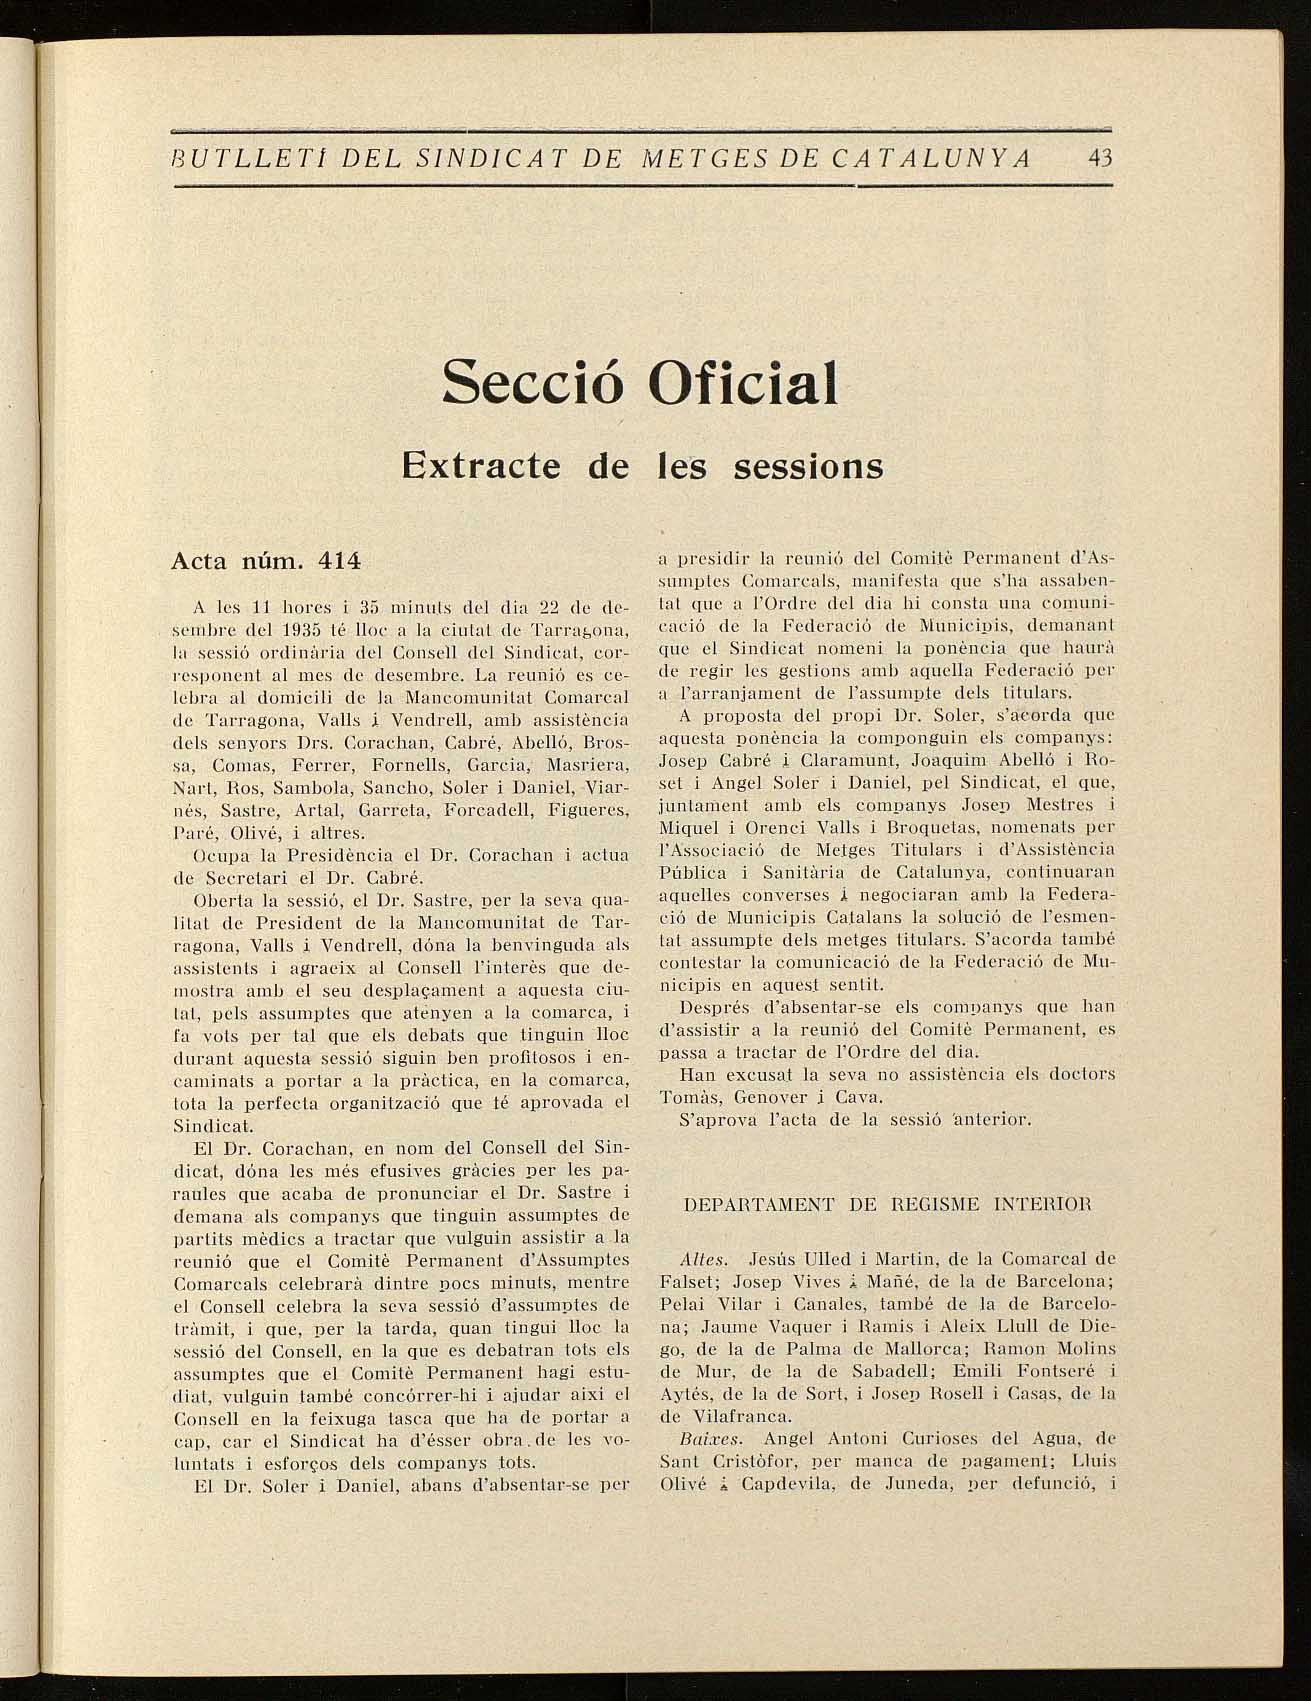 BUTLLETÍ DEL SINDICAT DE METGES DE CATALUNYA 43
Secció Oficial
Extracte de les sessions
Acta núm. 414
A les 11 hores i 35 minuts del dia 22 de de-
sembre del 1935 té lloc a la ciutat de Tarragona,
la sessió ordinària del Consell del Sindicat, cor-
responent al mes de desembre. La reunió es ce-
lebra al domicili de la Mancomunitat Comarcal
de Tarragona, Valls i Vendrell, amb assistència
dels senyors Drs. Corachan, Cabré, Abelló, Bros-
sa, Comas, Ferrer, Fornells, Garcia, Masriera,
Nart, Ros, Sambola, Sancho, Soler i Daniel, Viar-
nés, Sastre, Artal, Garreta, Forcadell, Figueres,
Paré, Olivé, i altres.
Ocupa la Presidència el Dr. Corachan i actua
de Secretari el Dr. Cabré.
Oberta la sessió, el Dr. Sastre, per la seva qua-
litat de President de la Mancomunitat de Tar-
ragona, Valls i Vendrell, dóna la benvinguda als
assistents i agraeix al Consell l'interès que de-
mostra amb el seu desplaçament a aquesta ciu-
tat, pels assumptes que atenyen a la comarca, i
fa vots per tal que els debats que tinguin lloc
durant aquesta sessió siguin ben profitosos i en-
caminats a portar a la pràctica, en la comarca,
tota la perfecta organització que té aprovada el
Sindicat.
El Dr. Corachan, en nom del Consell del Sin-
dicat, dóna les més efusives gràcies per les pa-
raules que acaba de pronunciar el Dr. Sastre i
demana als companys que tinguin assumptes de
partits mèdics a tractar que vulguin assistir a la
reunió que el Comitè Permanent d'Assumptes
Comarcals celebrarà dintre pocs minuts, mentre
el Consell celebra la seva sessió d'assumptes de
tràmit, i que, per la tarda, quan tingui lloc la
sessió del Consell, en la que es debatran tots els
assumptes que el Comitè Permanent hagi estu-
diat, vulguin també concórrer-hi i ajudar així el
Consell en la feixuga tasca que ha de portar a
cap, car el Sindicat ha d'ésser obra de les vo-
luntats i esforços dels companys tots.
El Dr. Soler i Daniel, abans d'absentar-se per
a presidir la reunió del Comitè Permanent d'As-
sumptes Comarcals, manifesta que s'ha assaben-
tat que a l'Ordre del dia hi consta una comuni-
cació de la Federació de Municipis, demanant
que el Sindicat nomeni la ponència que haurà
de regir les gestions amb aquella Federació per
a l'arranjament de l'assumpte dels titulars.
A proposta del propi Dr. Soler, s'acorda que
aquesta ponència la componguin els companys:
Josep Cabré i Claramunt, Joaquim Abelló i Ro-
set i Angel Soler i Daniel, pel Sindicat, el que,
juntament amb els companys Josep Mestres i
Miquel i Orenci Valls i Broquetas, nomenats per
l'Associació de Metges Titulars i d'Assistència
Pública i Sanitària de Catalunya, continuaran
aquelles converses i negociaran amb la Federa-
ció de Municipis Catalans la solució de l'esmen-
tat assumpte dels metges titulars. S'acorda també
contestar la comunicació de la Federació de Mu-
nicipis en aquest sentit.
Després d'absentar-se els companys que han
d'assistir a la reunió del Comitè Permanent, es
passa a tractar de l'Ordre del dia.
Han excusat la seva no assistència els doctors
Tomàs, Genover i Cava.
S'aprova l'acta de la sessió anterior.
DEPARTAMENT DE REGISME INTERIOR
Altes. Jesús Ulled i Martin, de la Comarcal de
Falset; Josep Vives i Mañé, de la de Barcelona;
Pelai Vilar i Canales, també de la de Barcelo-
na; Jaume Vaquer i Ramis i Aleix Llull de Die-
go, de la de Palma de Mallorca; Ramon Molins
de Mur, de la de Sabadell; Emili Fontseré i
Aytés, de la de Sort, i Josep Rosell i Casas, de la
de Vilafranca.
Baixes. Angel Antoni Curioses del Agua, de
Sant Cristòfor, per manca de pagament; Lluis
Olivé i Capdevila, de Juneda, per defunció, i